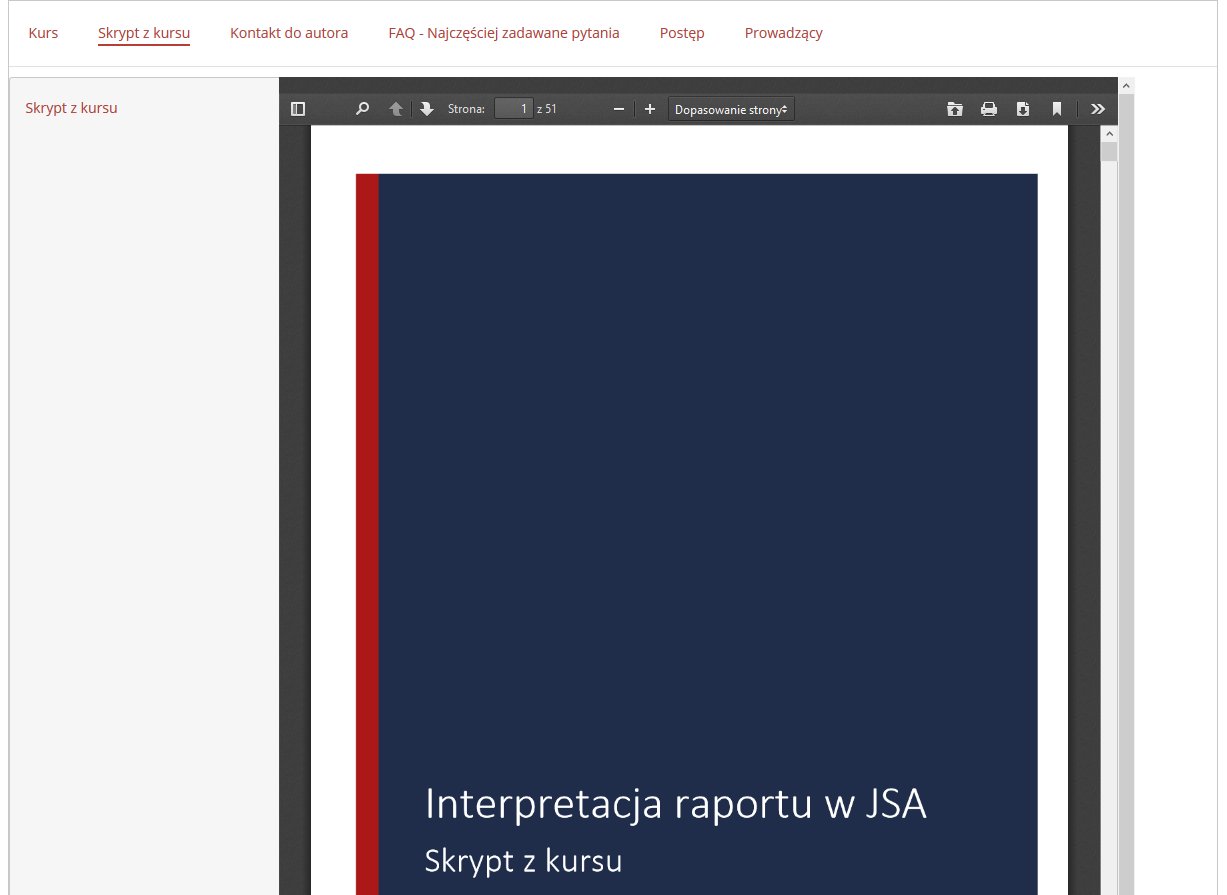 Kurs Skrypt z kursu Kontakt do autora FAQ - Najczęściej zadawane pytania Postęp Prowadzący
Skrypt z kursu
Strona: 1 z 51 Dopasowanie strony
Interpretacja raportu w JSA
Skrypt z kursu